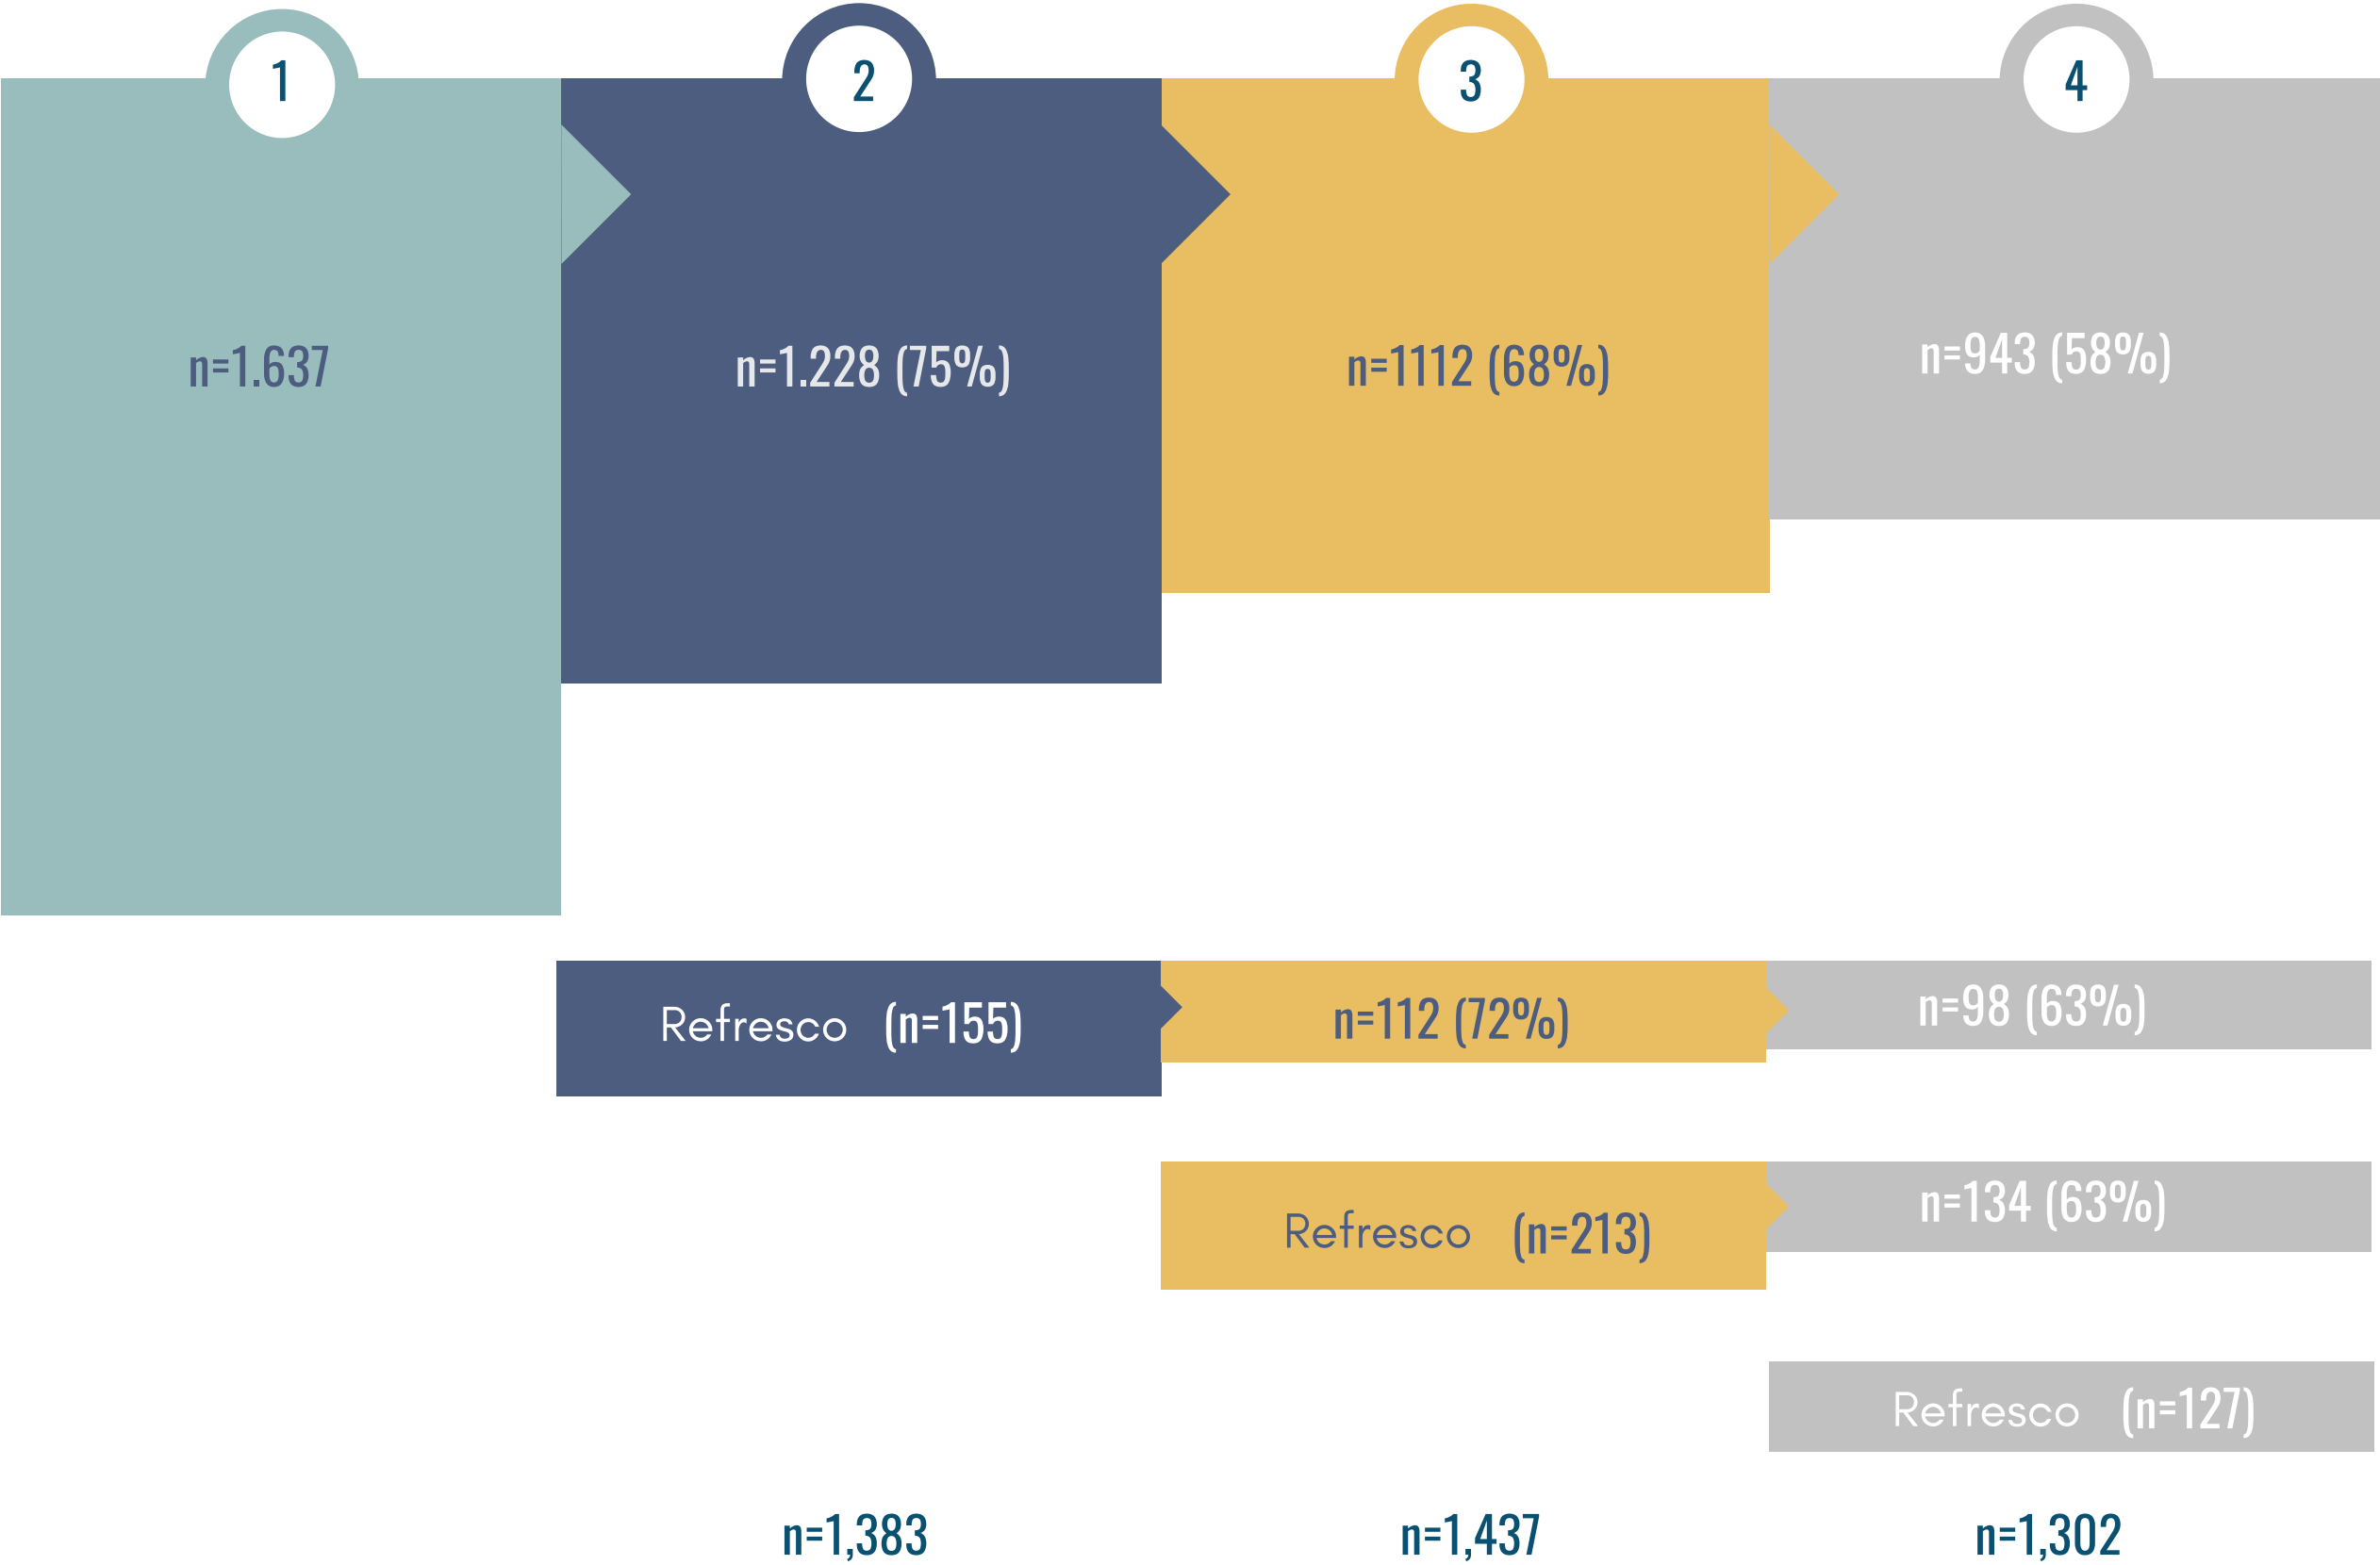 1
2
3
4
n=1.637
n=1.228 (75%)
n=1112 (68%)
n=943 (58%)
Refresco (n=155)
n=112 (72%)
n=98 (63%)
Refresco (n=213)
n=134 (63%)
Refresco (n=127)
n=1,383
n=1,437
n=1,302